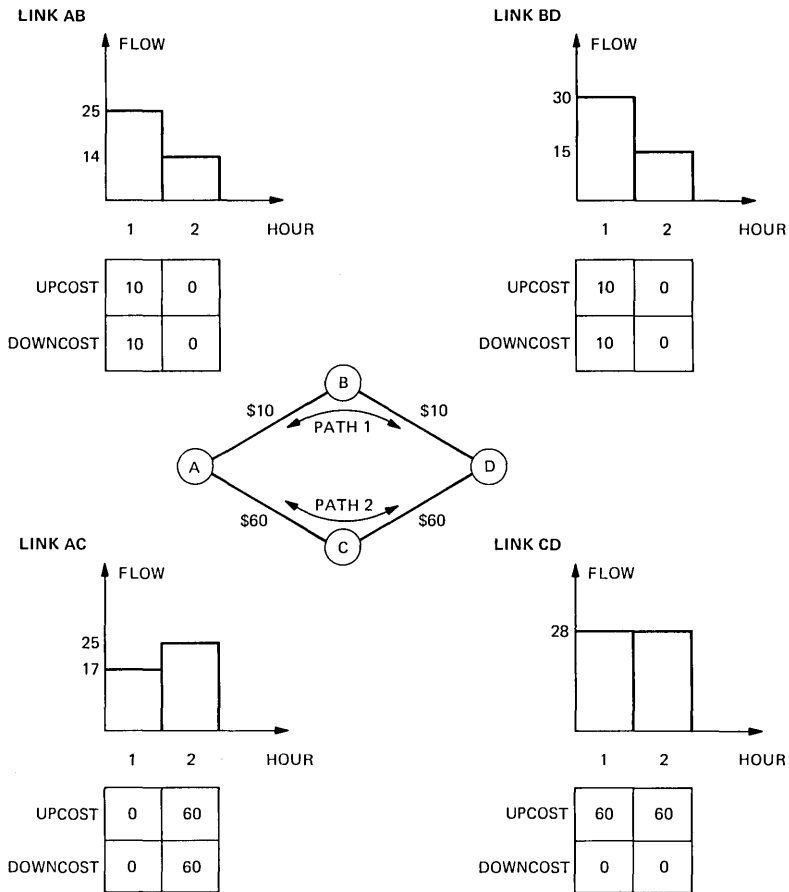 LINK AB
FLOW
25
14
1 2 HOUR
UPCOST 10 0
DOWNCOST 10 0
LINK BD
FLOW
30
15
1 2 HOUR
UPCOST 10 0
DOWNCOST 10 0
B
$10 $10
PATH 1
A D
PATH 2
$60 $60
C
LINK AC
FLOW
25
17
1 2 HOUR
UPCOST 0 60
DOWNCOST 0 60
LINK CD
FLOW
28
1 2 HOUR
UPCOST 60 60
DOWNCOST 0 0